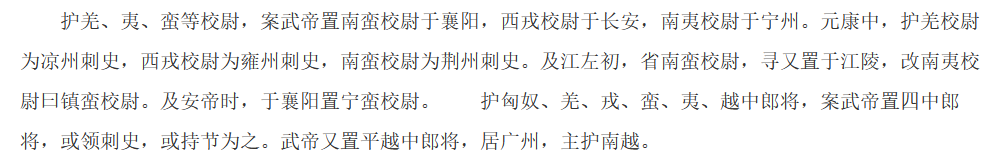 护羌、夷、蛮等校尉，案武帝置南蛮校尉于襄阳，西戎校尉于长安，南夷校尉于宁州。元康中，护羌校尉
为凉州刺史，西戎校尉为雍州刺史，南蛮校尉为荆州刺史。及江左初，省南蛮校尉，寻又置于江陵，改南夷校
尉曰镇蛮校尉。及安帝时，于襄阳置宁蛮校尉。　　护匈奴、羌、戎、蛮、夷、越中郎将，案武帝置四中郎
将，或领刺史，或持节为之。武帝又置平越中郎将，居广州，主护南越。